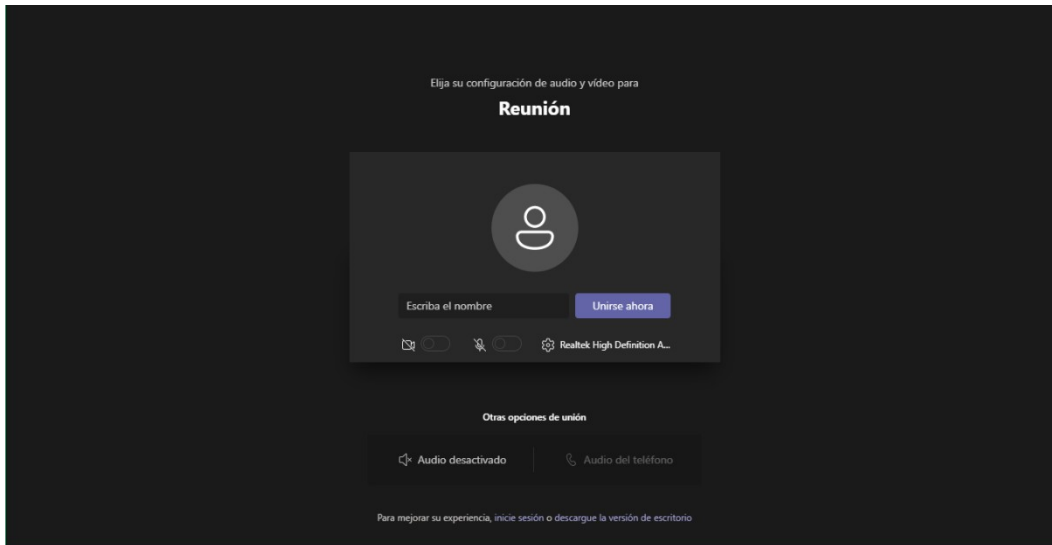 Elija su configuración de audio y vídeo para
Reunión
Escriba el nombre
Unirse ahora
Realtek High Definition A...
Otras opciones de unión
Audio desactivado
Audio del teléfono
Para mejorar su experiencia, inicie sesión o descargue la versión de escritorio